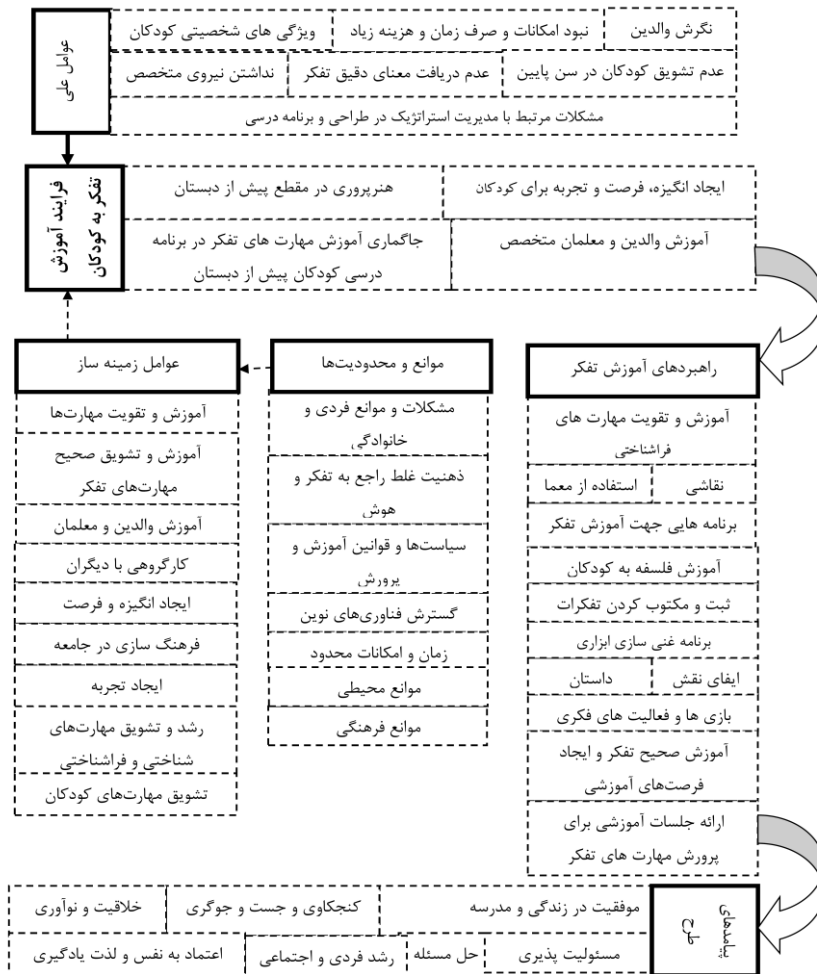 عوامل علی
نگرش والدین
نبود امکانات و صرف زمان و هزینه زیاد
ویژگی های شخصیتی کودکان
عدم تشویق کودکان در سن پایین
عدم دریافت معنای دقیق تفکر
نداشتن نیروی متخصص
مشکلات مرتبط با مدیریت استراتژیک در طراحی و برنامه درسی
فرایند آموزش
تفکر به کودکان
ایجاد انگیزه، فرصت و تجربه برای کودکان
هنرپروری در مقطع پیش از دبستان
آموزش والدین و معلمان متخصص
جاگماری آموزش مهارت های تفکر در برنامه
درسی کودکان پیش از دبستان
راهبردهای آموزش تفکر
آموزش و تقویت مهارت های
فراشناختی
نقاشی
استفاده از معما
برنامه هایی جهت آموزش تفکر
آموزش فلسفه به کودکان
ثبت و مکتوب کردن تفکرات
برنامه غنی سازی ابزاری
ایفای نقش
داستان
بازی ها و فعالیت های فکری
آموزش صحیح تفکر و ایجاد
فرصت‌های آموزشی
ارائه جلسات آموزشی برای
پرورش مهارت های تفکر
موانع و محدودیت‌ها
مشکلات و موانع فردی و
خانوادگی
ذهنیت غلط راجع به تفکر و
هوش
سیاست‌ها و قوانین آموزش و
پرورش
گسترش فناوری‌های نوین
زمان و امکانات محدود
موانع محیطی
موانع فرهنگی
عوامل زمینه ساز
آموزش و تقویت مهارت‌ها
آموزش و تشویق صحیح
مهارت‌های تفکر
آموزش والدین و معلمان
کارگروهی با دیگران
ایجاد انگیزه و فرصت
فرهنگ سازی در جامعه
ایجاد تجربه
رشد و تشویق مهارت‌های
شناختی و فراشناختی
تشویق مهارت‌های کودکان
پیامدهای
طرح
موفقیت در زندگی و مدرسه
کنجکاوی و جست و جوگری
خلاقیت و نوآوری
مسئولیت پذیری
حل مسئله
رشد فردی و اجتماعی
اعتماد به نفس و لذت یادگیری